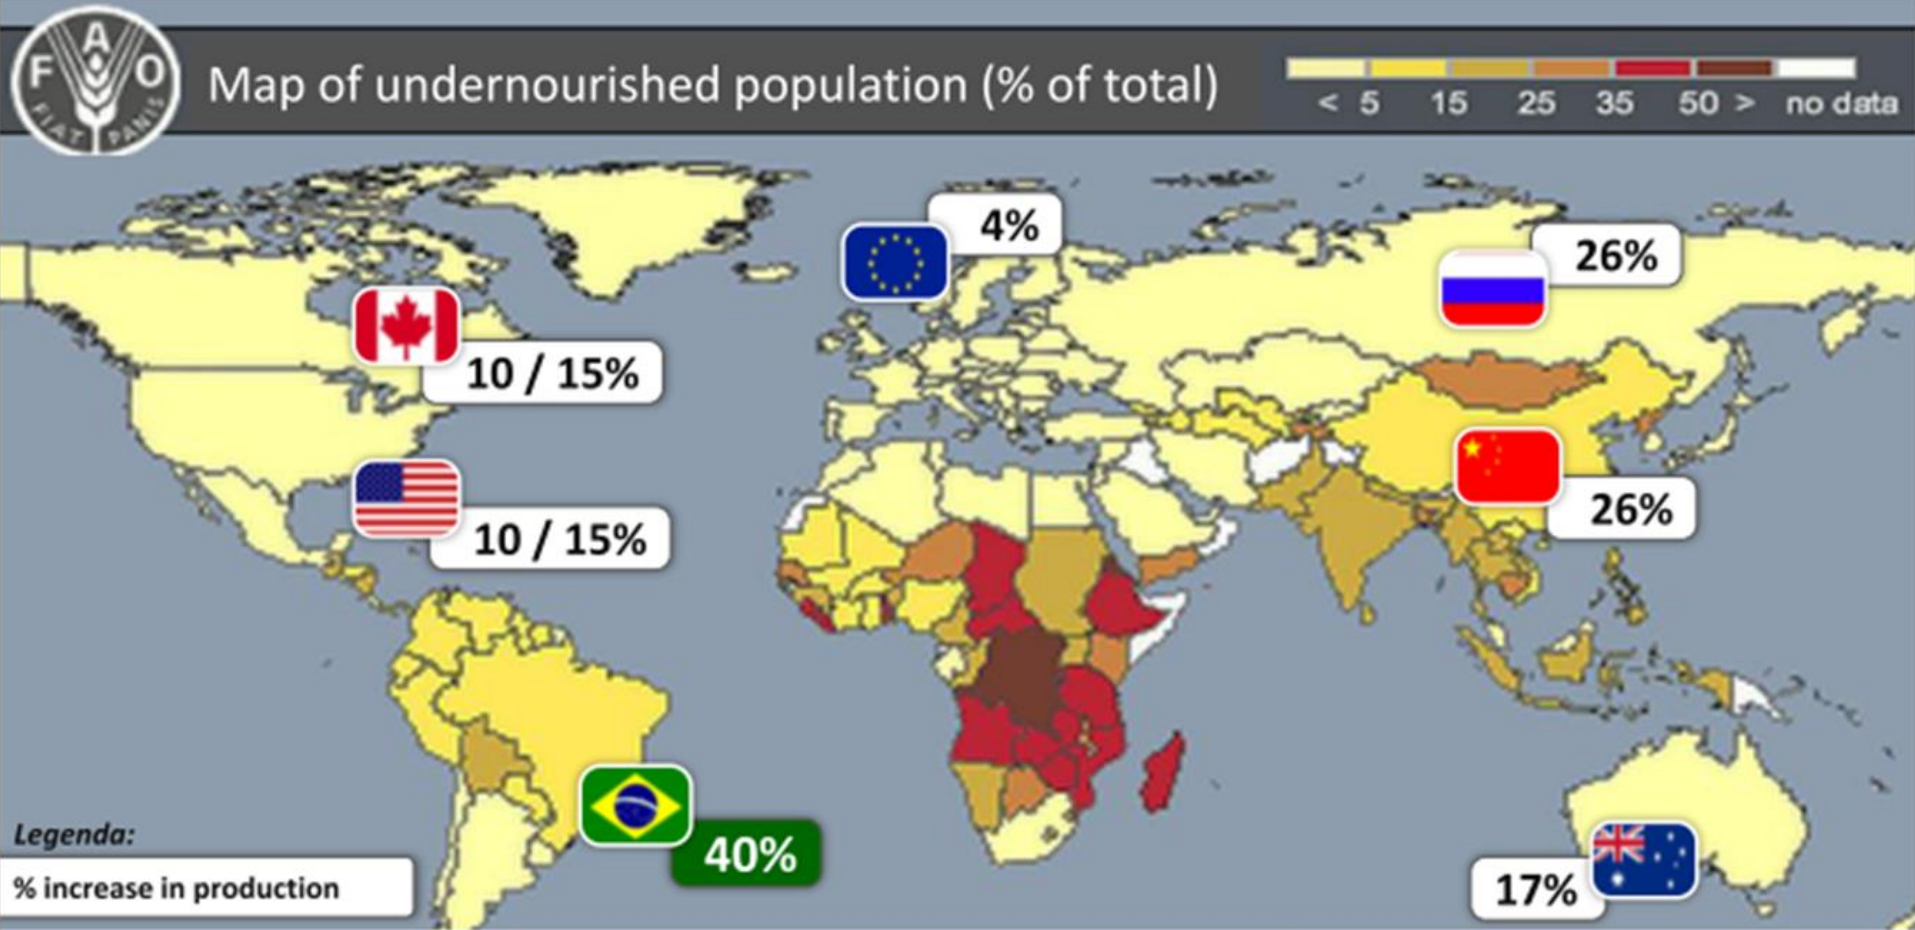 F A O
FIAT PANIS
Map of undernourished population (% of total)
< 5 15 25 35 50 > no data
4%
26%
10 / 15%
26%
10 / 15%
40%
17%
Legenda:
% increase in production